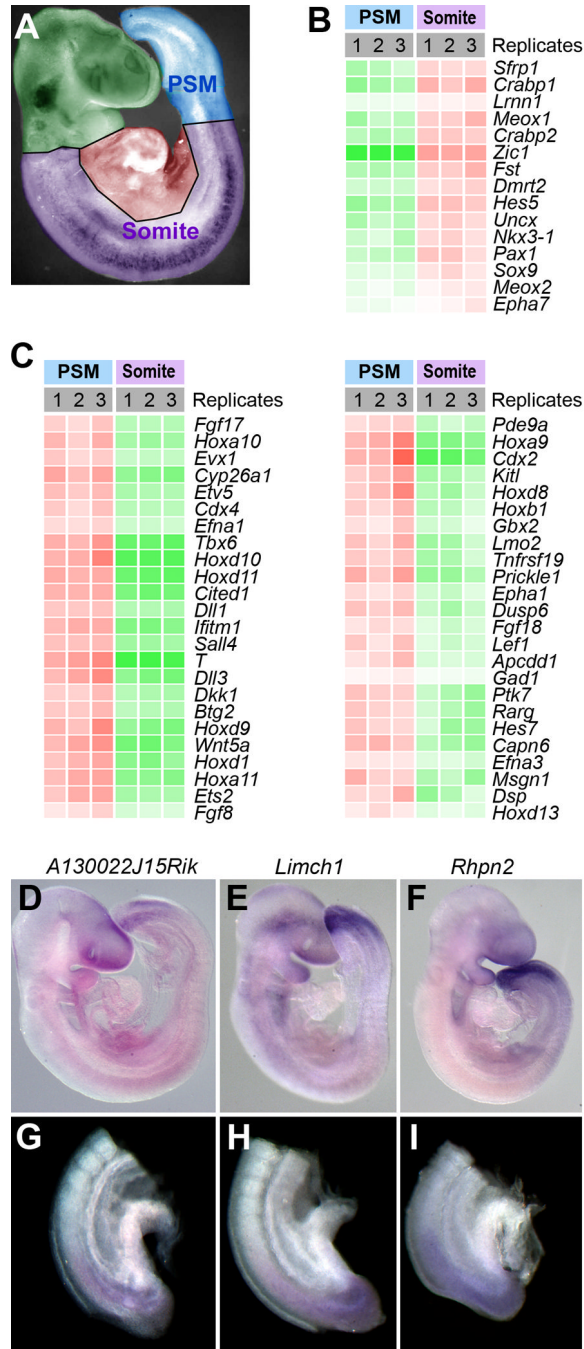 A
PSM
Somite
B
PSM Somite
1 2 3 1 2 3 Replicates
Sfrp1
Crabp1
Lrnn1
Meox1
Crabp2
Zic1
Fst
Dmrt2
Hes5
Uncx
Nkx3-1
Pax1
Sox9
Meox2
Epha7
C
PSM Somite
1 2 3 1 2 3 Replicates
Fgf17
Hoxa10
Evx1
Cyp26a1
Etv5
Cdx4
Efna1
Tbx6
Hoxd10
Hoxd11
Cited1
Dll1
Ifitm1
Sall4
T
Dll3
Dkk1
Btg2
Hoxd9
Wnt5a
Hoxd1
Hoxa11
Ets2
Fgf8
PSM Somite
1 2 3 1 2 3 Replicates
Pde9a
Hoxa9
Cdx2
Kitl
Hoxd8
Hoxb1
Gbx2
Lmo2
Tnfrsf19
Prickle1
Epha1
Dusp6
Fgf18
Lef1
Apcdd1
Gad1
Ptk7
Rarg
Hes7
Capn6
Efna3
Msgn1
Dsp
Hoxd13
A130022J15Rik Limch1 Rhpn2
D E F
G H I